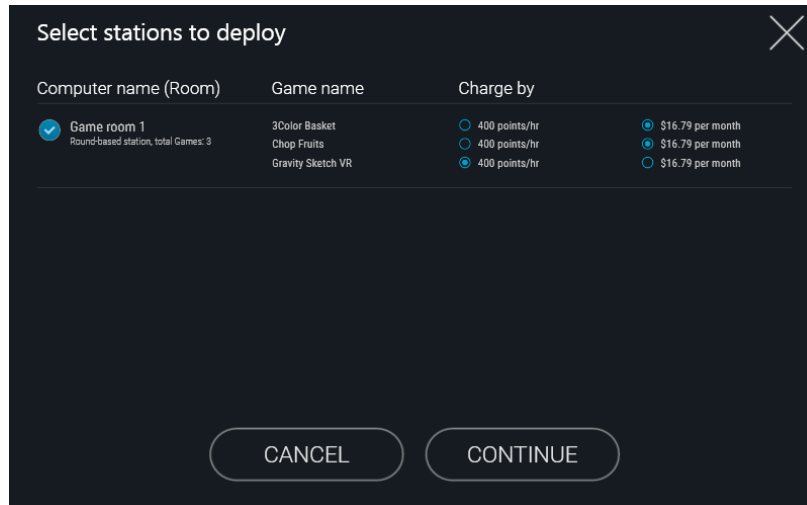 Select stations to deploy
Computer name (Room) Game name Charge by
Game room 1 3Color Basket 400 points/hr $16.79 per month
Round-based station, total Games: 3 Chop Fruits 400 points/hr $16.79 per month
Gravity Sketch VR 400 points/hr $16.79 per month
CANCEL CONTINUE